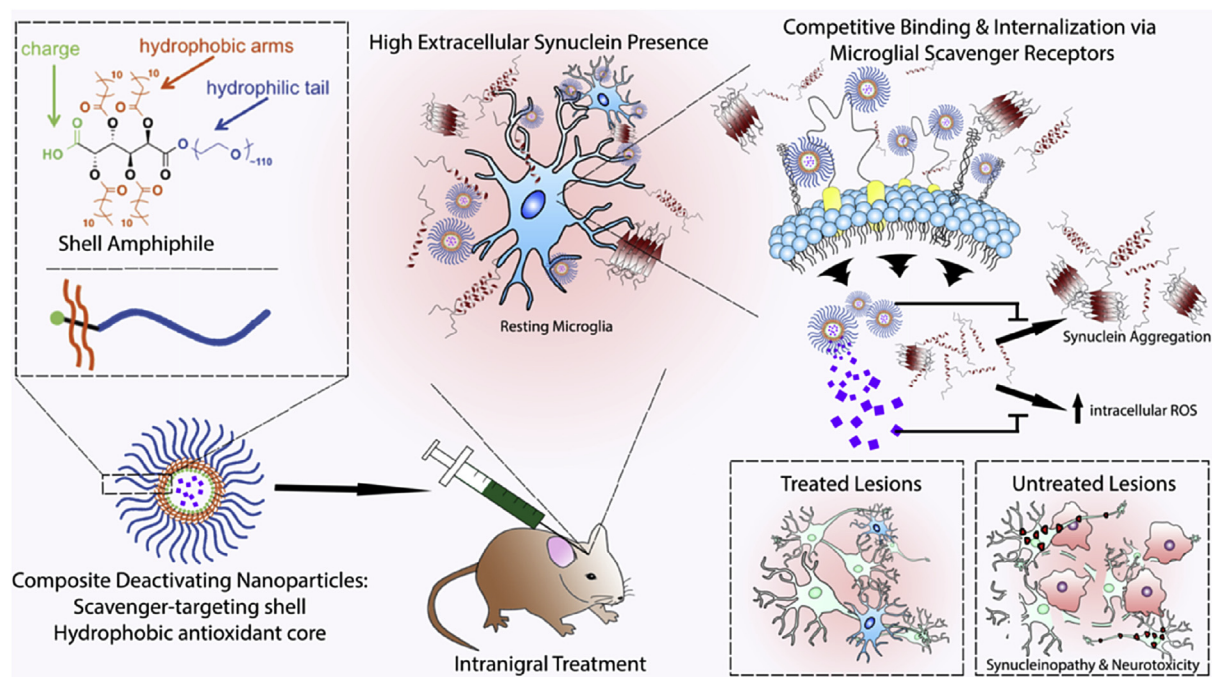 charge
hydrophobic arms
hydrophilic tail
10
10
O
O
O
O
O
O
HO
O
O
~110
O
O
O
O
O
10
10
Shell Amphiphile
Composite Deactivating Nanoparticles:
Scavenger-targeting shell
Hydrophobic antioxidant core
High Extracellular Synuclein Presence
Resting Microglia
Intranigral Treatment
Competitive Binding & Internalization via
Microglial Scavenger Receptors
Synuclein Aggregation
intracellular ROS
Treated Lesions
Untreated Lesions
Synucleinopathy & Neurotoxicity